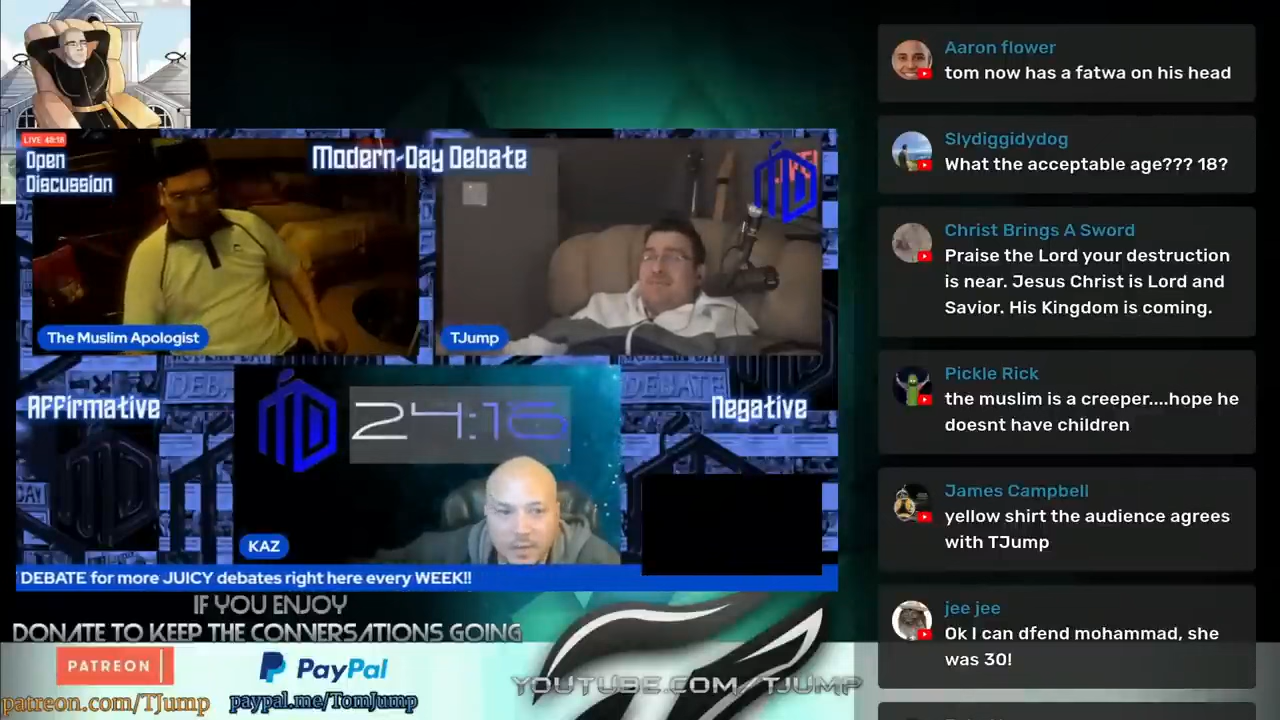 LIVE 48:18
Open
Discussion
Modern-Day Debate
The Muslim Apologist
TJump
Affirmative
24:16
Negative
KAZ
DEBATE for more JUICY debates right here every WEEK!!
IF YOU ENJOY
DONATE TO KEEP THE CONVERSATIONS GOING
PATREON
PayPal
patreon.com/TJump
paypal.me/TomJump
YOUTUBE.COM/TJUMP
Aaron flower
tom now has a fatwa on his head
Slydiggidydog
What the acceptable age??? 18?
Christ Brings A Sword
Praise the Lord your destruction
is near. Jesus Christ is Lord and
Savior. His Kingdom is coming.
Pickle Rick
the muslim is a creeper....hope he
doesnt have children
James Campbell
yellow shirt the audience agrees
with TJump
jee jee
Ok I can dfend mohammad, she
was 30!